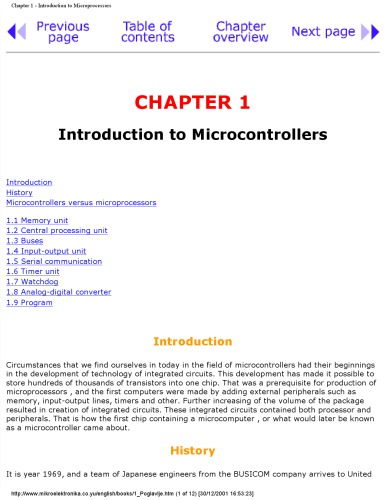 Chapter 1 - Introduction to Microprocessors
Previous page
Table of contents
Chapter overview
Next page
CHAPTER 1
Introduction to Microcontrollers
Introduction
History
Microcontrollers versus microprocessors
1.1 Memory unit
1.2 Central processing unit
1.3 Buses
1.4 Input-output unit
1.5 Serial communication
1.6 Timer unit
1.7 Watchdog
1.8 Analog-digital converter
1.9 Program
Introduction
Circumstances that we find ourselves in today in the field of microcontrollers had their beginnings
in the development of technology of integrated circuits. This development has made it possible to
store hundreds of thousands of transistors into one chip. That was a prerequisite for production of
microprocessors , and the first computers were made by adding external peripherals such as
memory, input-output lines, timers and other. Further increasing of the volume of the package
resulted in creation of integrated circuits. These integrated circuits contained both processor and
peripherals. That is how the first chip containing a microcomputer , or what would later be known
as a microcontroller came about.
History
It is year 1969, and a team of Japanese engineers from the BUSICOM company arrives to United
http://www.mikroelektronika.co.yu/english/books/1_Poglavlje.htm (1 of 12) [30/12/2001 16:53:23]